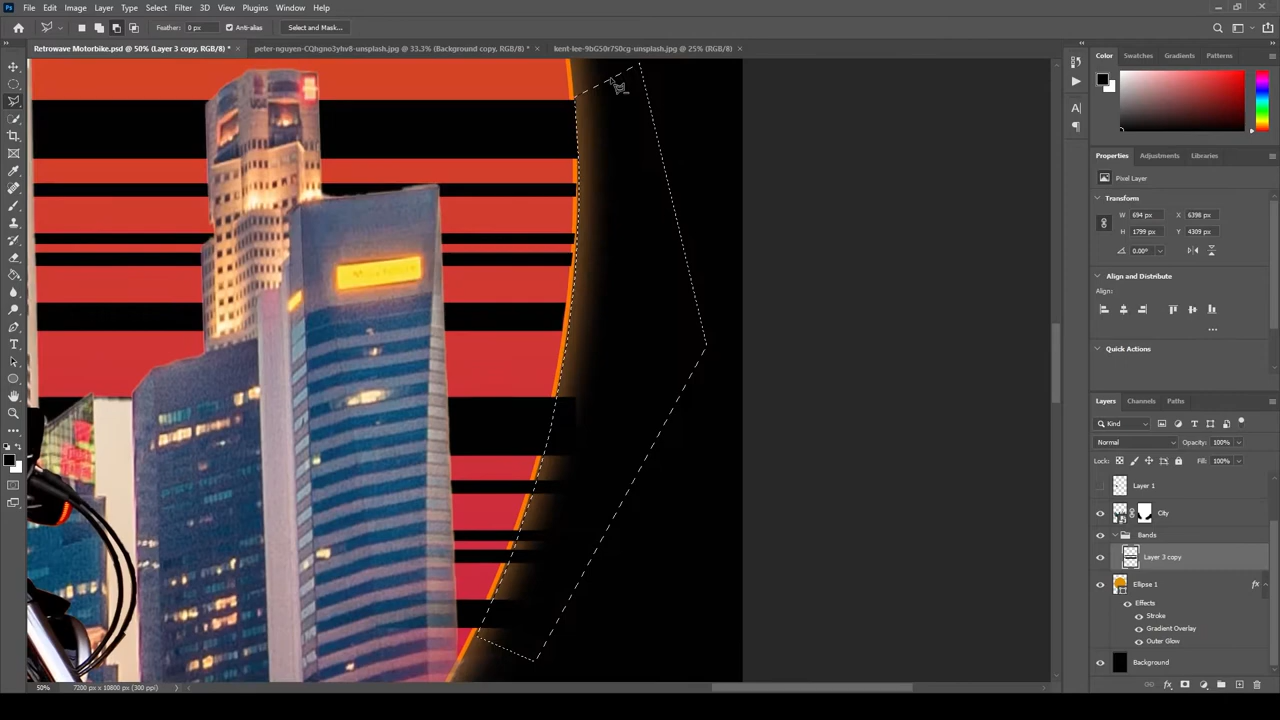 Ps File Edit Image Layer Type Select Filter 3D View Plugins Window Help
Feather: 0 px Anti-alias Select and Mask...
Retrowave Motorbike.psd @ 50% (Layer 3 copy, RGB/8) * × peter-nguyen-CQhgno3yhv8-unsplash.jpg @ 33.3% (Background copy, RGB/8) * × kent-lee-9bG50r7S0cg-unsplash.jpg @ 25% (RGB/8) ×
Color Swatches Gradients Patterns
Properties Adjustments Libraries
Pixel Layer
Transform
W 694 px X 6398 px
H 1799 px Y 4309 px
0.00°
Align and Distribute
Align:
...
Quick Actions
Layers Channels Paths
Kind
Normal Opacity: 100%
Lock: Fill: 100%
Layer 1
City
Bands
Layer 3 copy
Ellipse 1 fx
Effects
Stroke
Gradient Overlay
Outer Glow
Background
50% 7200 px x 10800 px (300 ppi)